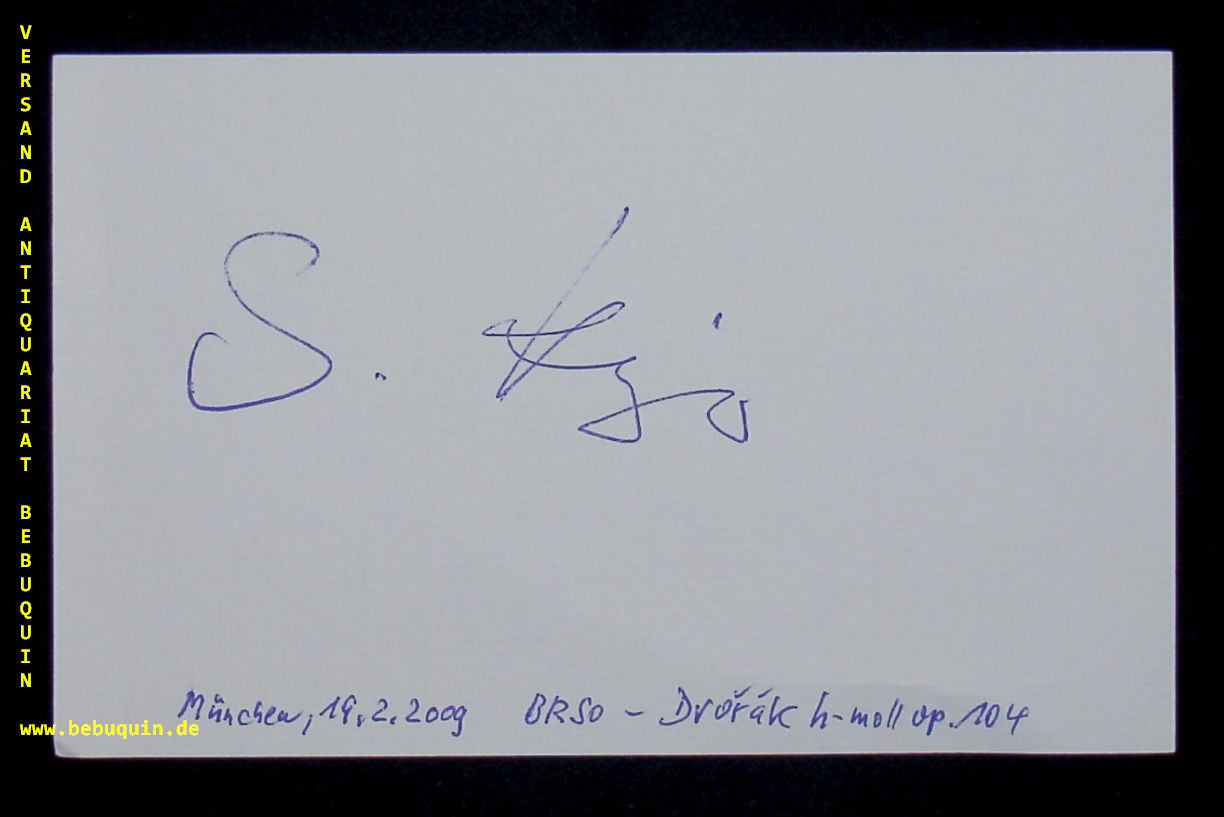 VERSAND ANTIQUARIAT BEBUQUIN
S.
München, 19.2.2009 BRSO – Dvořák h-moll op. 104
www.bebuquin.de